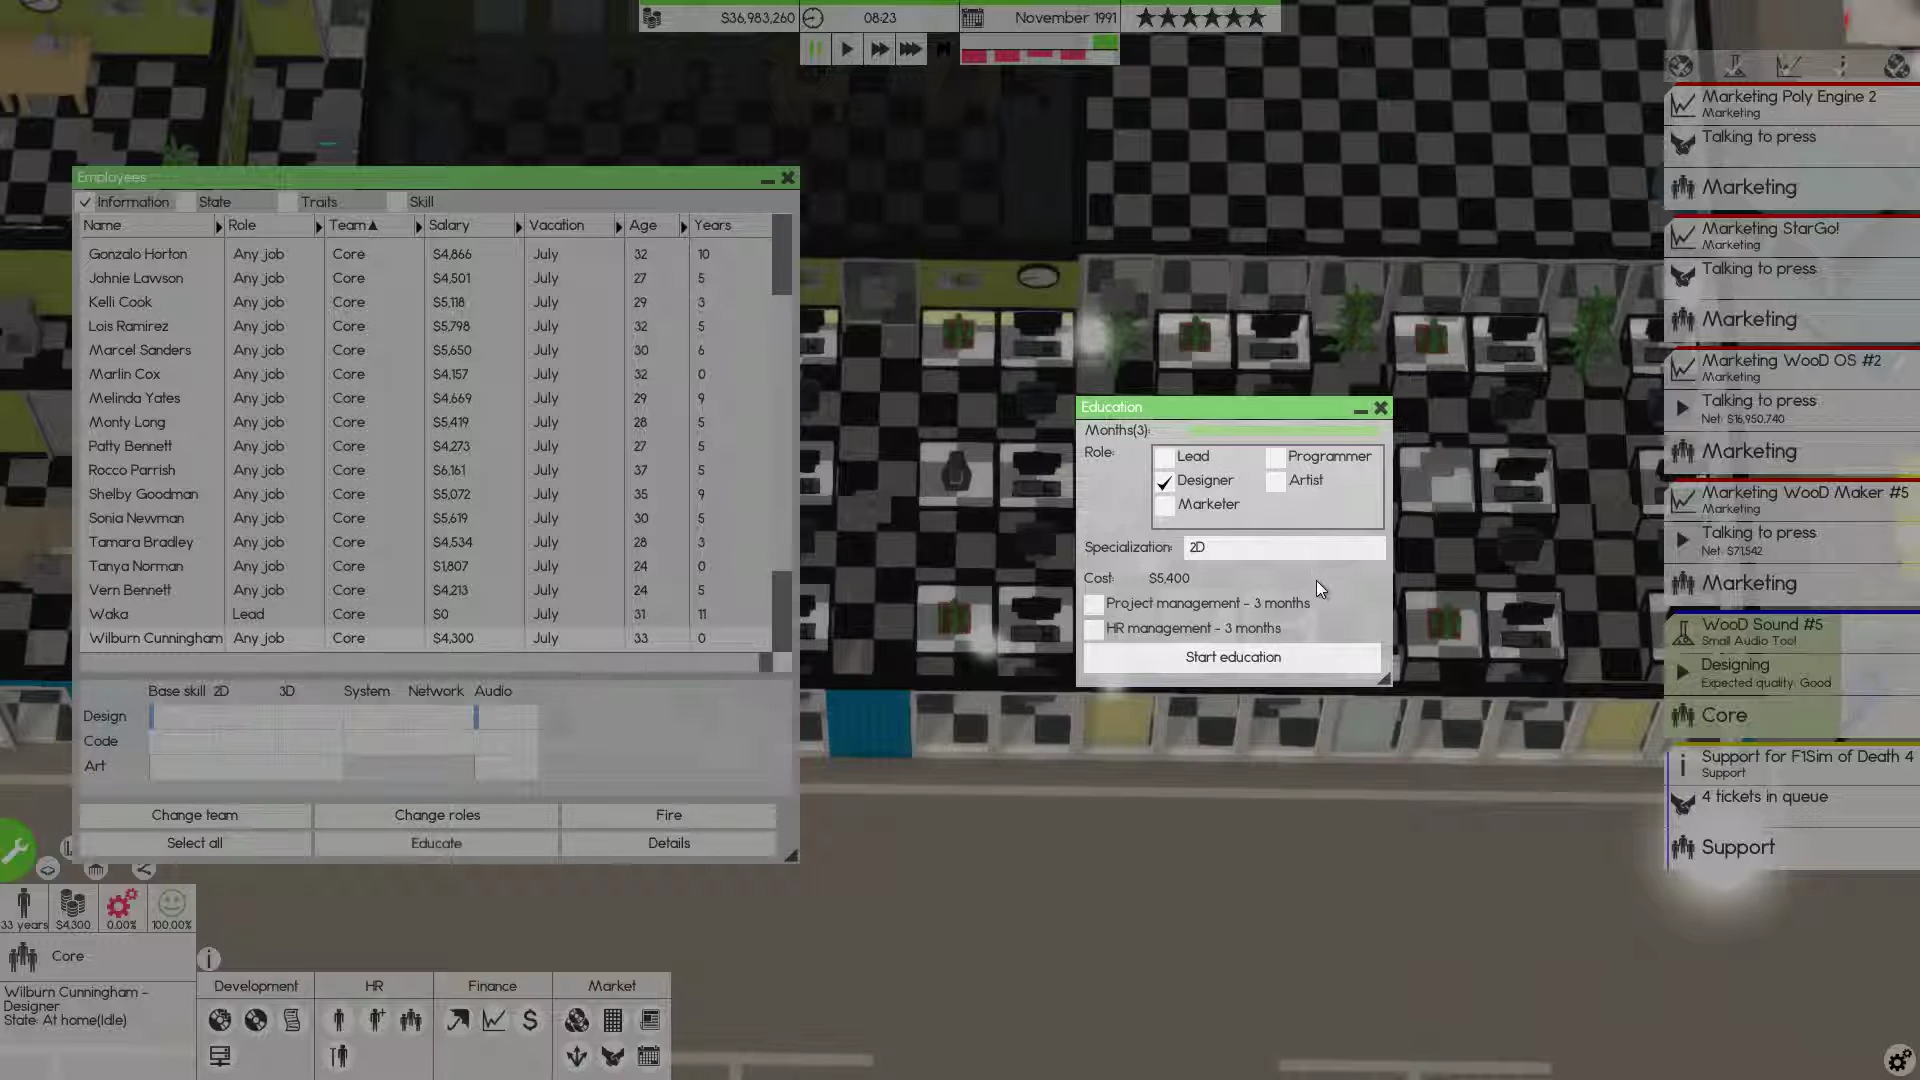 $36,983,260
08:23
November 1991
Employees
Information
State
Traits
Skill
Name Role Team Salary Vacation Age Years
Gonzalo Horton Any job Core $4,866 July 32 10
Johnie Lawson Any job Core $4,501 July 27 5
Kelli Cook Any job Core $5,118 July 29 3
Lois Ramirez Any job Core $5,798 July 32 5
Marcel Sanders Any job Core $5,650 July 30 6
Marlin Cox Any job Core $4,157 July 32 0
Melinda Yates Any job Core $4,669 July 29 9
Monty Long Any job Core $5,419 July 28 5
Patty Bennett Any job Core $4,273 July 27 5
Rocco Parrish Any job Core $6,161 July 37 5
Shelby Goodman Any job Core $5,072 July 35 9
Sonia Newman Any job Core $5,619 July 30 5
Tamara Bradley Any job Core $4,534 July 28 3
Tanya Norman Any job Core $1,807 July 24 0
Vern Bennett Any job Core $4,213 July 24 5
Waka Lead Core $0 July 31 11
Wilburn Cunningham Any job Core $4,300 July 33 0
Base skill 2D 3D System Network Audio
Design
Code
Art
Change team Change roles Fire
Select all Educate Details
Education
Months(3):
Role:
Lead Programmer
Designer Artist
Marketer
Specialization: 2D
Cost: $5,400
Project management - 3 months
HR management - 3 months
Start education
Marketing Poly Engine 2
Marketing
Talking to press
Marketing
Marketing StarGo!
Marketing
Talking to press
Marketing
Marketing WooD OS #2
Marketing
Talking to press
Net: $16,950,740
Marketing
Marketing WooD Maker #5
Marketing
Talking to press
Net: $71,542
Marketing
WooD Sound #5
Small Audio Tool
Designing
Expected quality: Good
Core
Support for F1Sim of Death 4
Support
4 tickets in queue
Support
33 years $4,300 0.00% 100.00%
Core
Wilburn Cunningham -
Designer
State: At home(Idle)
Development HR Finance Market